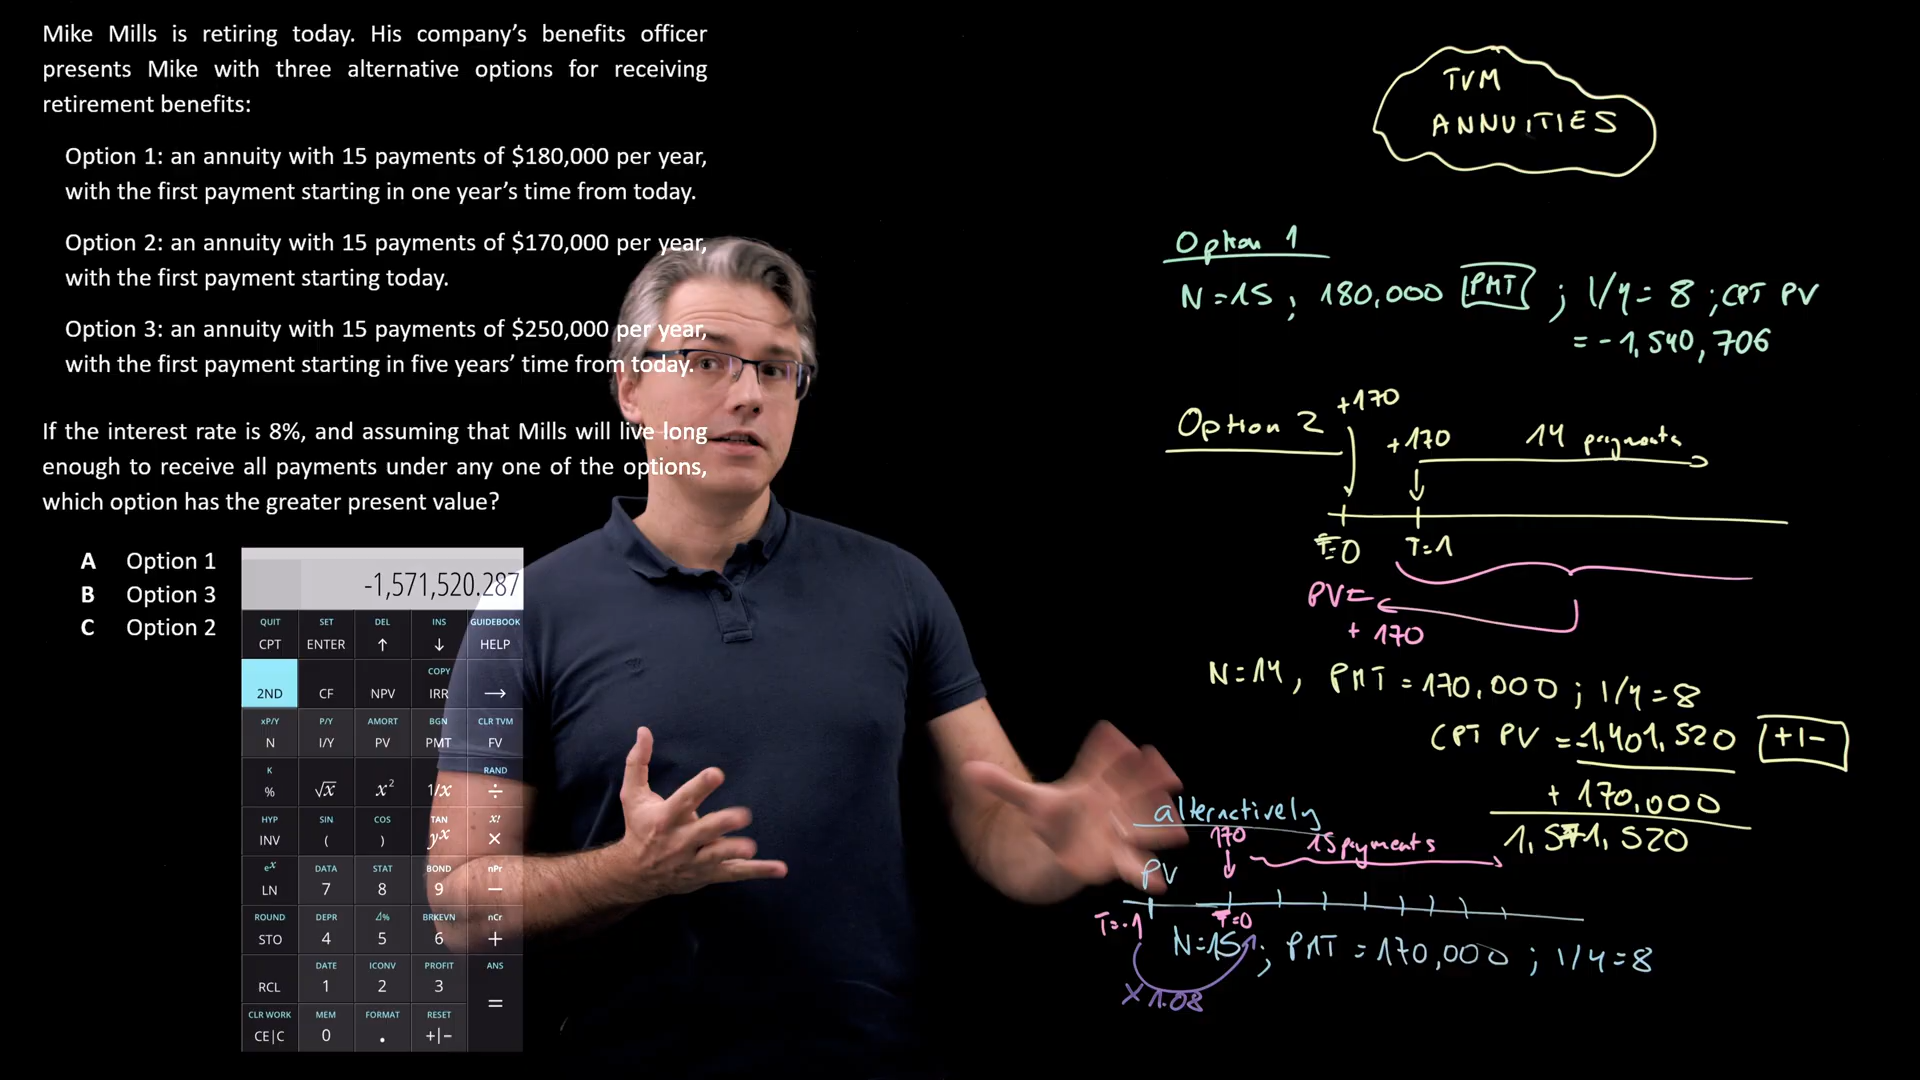 Mike Mills is retiring today. His company's benefits officer
presents Mike with three alternative options for receiving
retirement benefits:
Option 1: an annuity with 15 payments of $180,000 per year,
with the first payment starting in one year's time from today.
Option 2: an annuity with 15 payments of $170,000 per year,
with the first payment starting today.
Option 3: an annuity with 15 payments of $250,000 per year,
with the first payment starting in five years' time from today.
If the interest rate is 8%, and assuming that Mills will live long
enough to receive all payments under any one of the options,
which option has the greater present value?
A Option 1
B Option 3
C Option 2
-1,571,520.287
QUIT SET DEL INS GUIDEBOOK
CPT ENTER ↑ ↓ HELP
COPY
2ND CF NPV IRR →
xP/Y P/Y AMORT BGN CLR TVM
N I/Y PV PMT FV
K RAND
% √x x² 1/x ÷
HYP SIN COS TAN x!
INV ( ) yˣ ×
eˣ DATA STAT BOND nPr
LN 7 8 9 −
ROUND DEPR Δ% BRKEVN nCr
STO 4 5 6 +
DATE ICONV PROFIT ANS
RCL 1 2 3 =
CLR WORK MEM FORMAT RESET
CE|C 0 . +|−
TVM
ANNUITIES
Option 1
N=15 ; 180,000 PMT ; I/Y= 8 ; CPT PV
= -1,540,706
Option 2
+170
+170
14 payments
T=0 T=1
PV=
+ 170
N=14, PMT = 170,000 ; I/Y=8
CPT PV = -1,401,520 +|-
+ 170,000
1,571,520
alternatively
170
15 payments
PV
T=-1 T=0
N=15 ; PMT = 170,000 ; I/Y=8
× 1.08